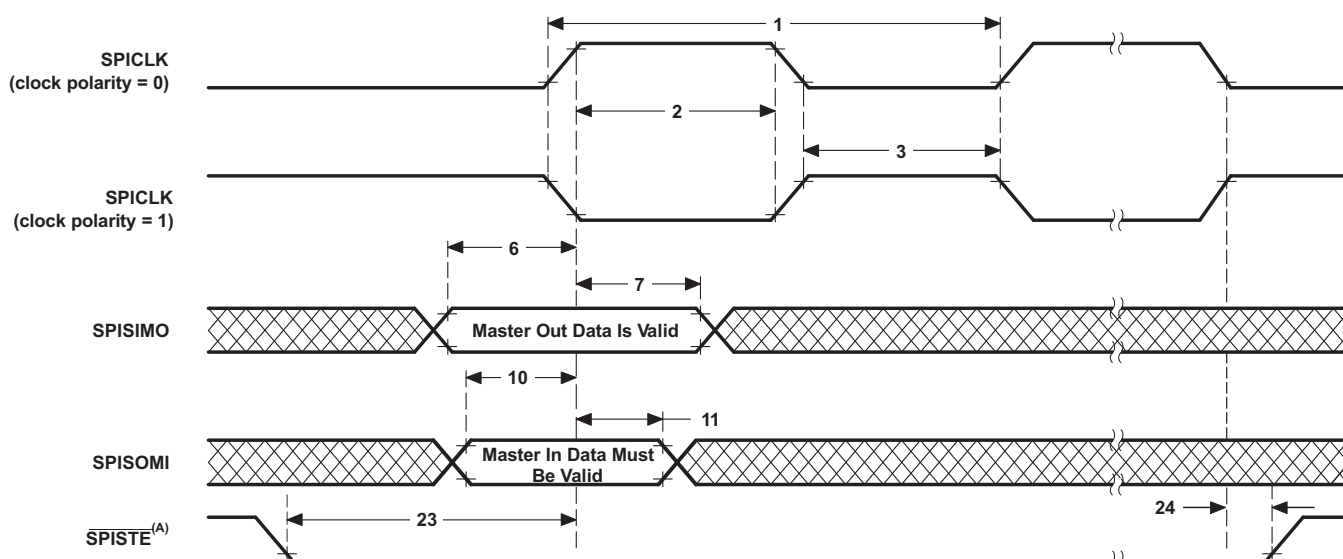 1
SPICLK
(clock polarity = 0)
2
3
SPICLK
(clock polarity = 1)
6
7
SPISIMO
Master Out Data Is Valid
10
11
SPISOMI
Master In Data Must
Be Valid
23
24
SPISTE(A)